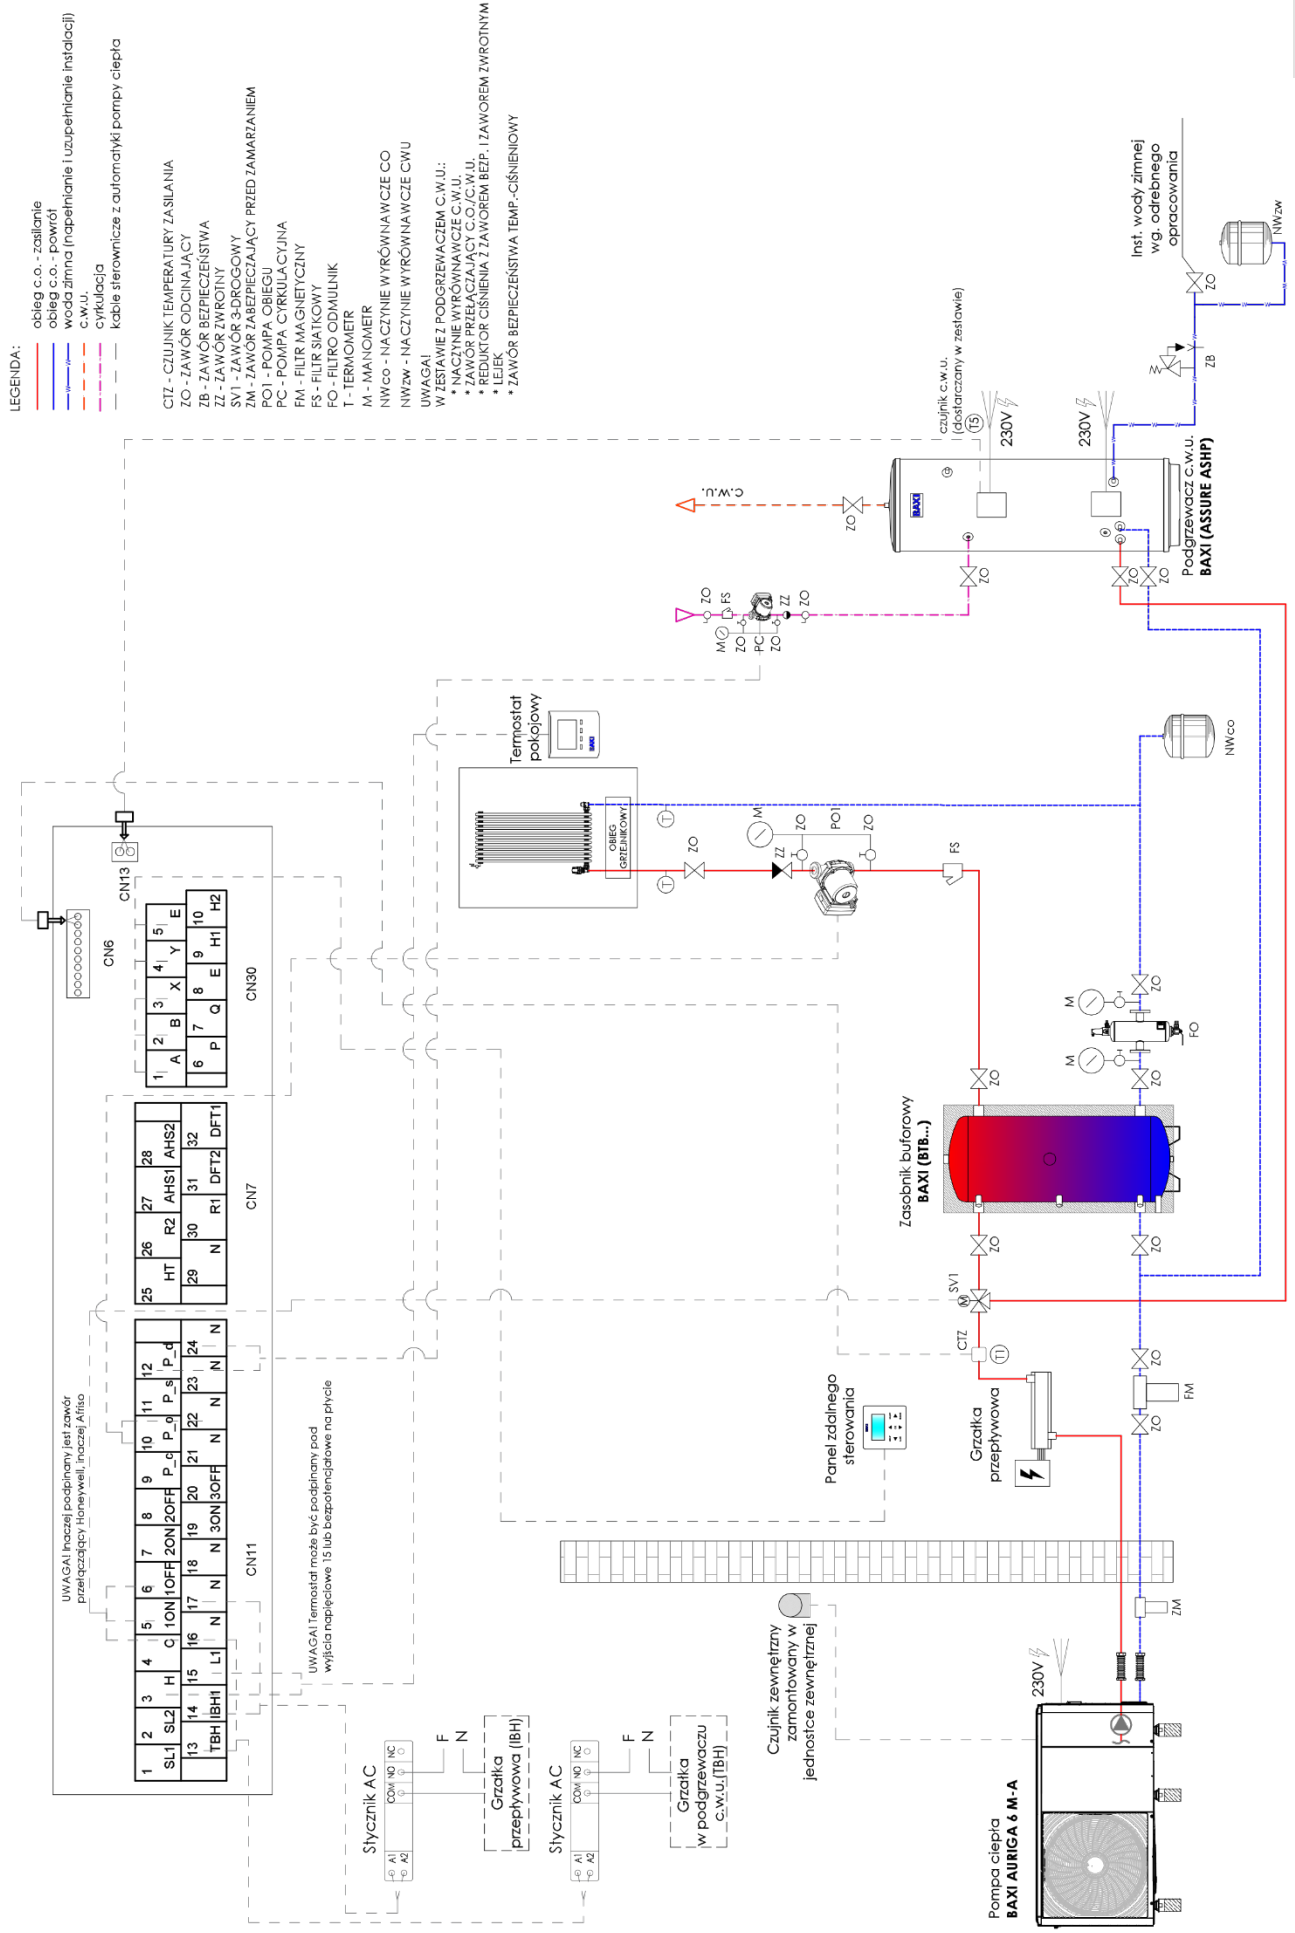 LEGENDA:
obieg c.o. - zasilanie
obieg c.o. - powrót
woda zimna (napełnianie i uzupełnianie instalacji)
c.w.u.
cyrkulacja
kable sterownicze z automatyki pompy ciepła
CTZ - CZUJNIK TEMPERATURY ZASILANIA
ZO - ZAWÓR ODCINAJĄCY
ZB - ZAWÓR BEZPIECZEŃSTWA
ZZ - ZAWÓR ZWROTNY
SV1 - ZAWÓR 3-DROGOWY
ZM - ZAWÓR ZABEZPIECZAJĄCY PRZED ZAMARZANIEM
PO1 - POMPA OBIEGU
PC - POMPA CYRKULACYJNA
FM - FILTR MAGNETYCZNY
FS - FILTR SIATKOWY
FO - FILTRO ODMULNIK
T - TERMOMETR
M - MANOMETR
NWco - NACZYNIE WYRÓWNAWCZE CO
NWzw - NACZYNIE WYRÓWNAWCZE CWU
UWAGA!
W ZESTAWIE Z PODGRZEWACZEM C.W.U.:
* NACZYNIE WYRÓWNAWCZE C.W.U.
* ZAWÓR PRZEŁĄCZAJĄCY C.O./C.W.U.
* REDUKTOR CIŚNIENIA Z ZAWOREM BEZP. I ZAWOREM ZWROTNYM
* LEJEK
* ZAWÓR BEZPIECZEŃSTWA TEMP.-CIŚNIENIOWY
UWAGA! Inaczej podpinany jest zawór
przełączający Honeywell, inaczej Afriso
1 2 3 4 5 6 7 8 9 10 11 12
SL1 SL2 H C 1ON 1OFF 2ON 2OFF P_c P_o P_s P_d
13 14 15 16 17 18 19 20 21 22 23 24
TBH IBH1 L1 N N N 3ON 3OFF N N N N
CN11
25 26 27 28
HT R2 AHS1 AHS2
29 30 31 32
N R1 DFT2 DFT1
CN7
1 2 3 4 5
A B X Y E
6 7 8 9 10
P Q E H1 H2
CN30
CN6
CN13
UWAGA! Termostat może być podpinany pod
wyjścia napięciowe 15 lub bezpotencjałowe na płycie
Stycznik AC
A1
A2
COM NO NC
F
N
Grzałka
przepływowa (IBH)
Stycznik AC
A1
A2
COM NO NC
F
N
Grzałka
w podgrzewaczu
c.w.u.(TBH)
Termostat
pokojowy
BAXI
OBIEG
GRZEJNIKOWY
T
T
ZO
ZZ
M
ZO
PO1
ZO
FS
M
ZO
FS
ZO
PC
ZO
ZZ
ZO
c.w.u.
ZO
BAXI
czujnik c.w.u.
(dostarczany w zestawie)
T5
230V
230V
ZO
ZO
ZO
Podgrzewacz c.w.u.
BAXI (ASSURE ASHP)
Inst. wody zimnej
wg. odrebnego
opracowania
ZO
ZB
NWzw
NWco
Zasobnik buforowy
BAXI (BTB...)
ZO
ZO
M
FO
M
ZO
ZO
ZO
SV1
M
CTZ
T1
Panel zdalnego
sterowania
Grzałka
przepływowa
ZO
FM
ZO
ZM
Czujnik zewnętrzny
zamontowany w
jednostce zewnętrznej
230V
Pompa ciepła
BAXI AURIGA 6 M-A